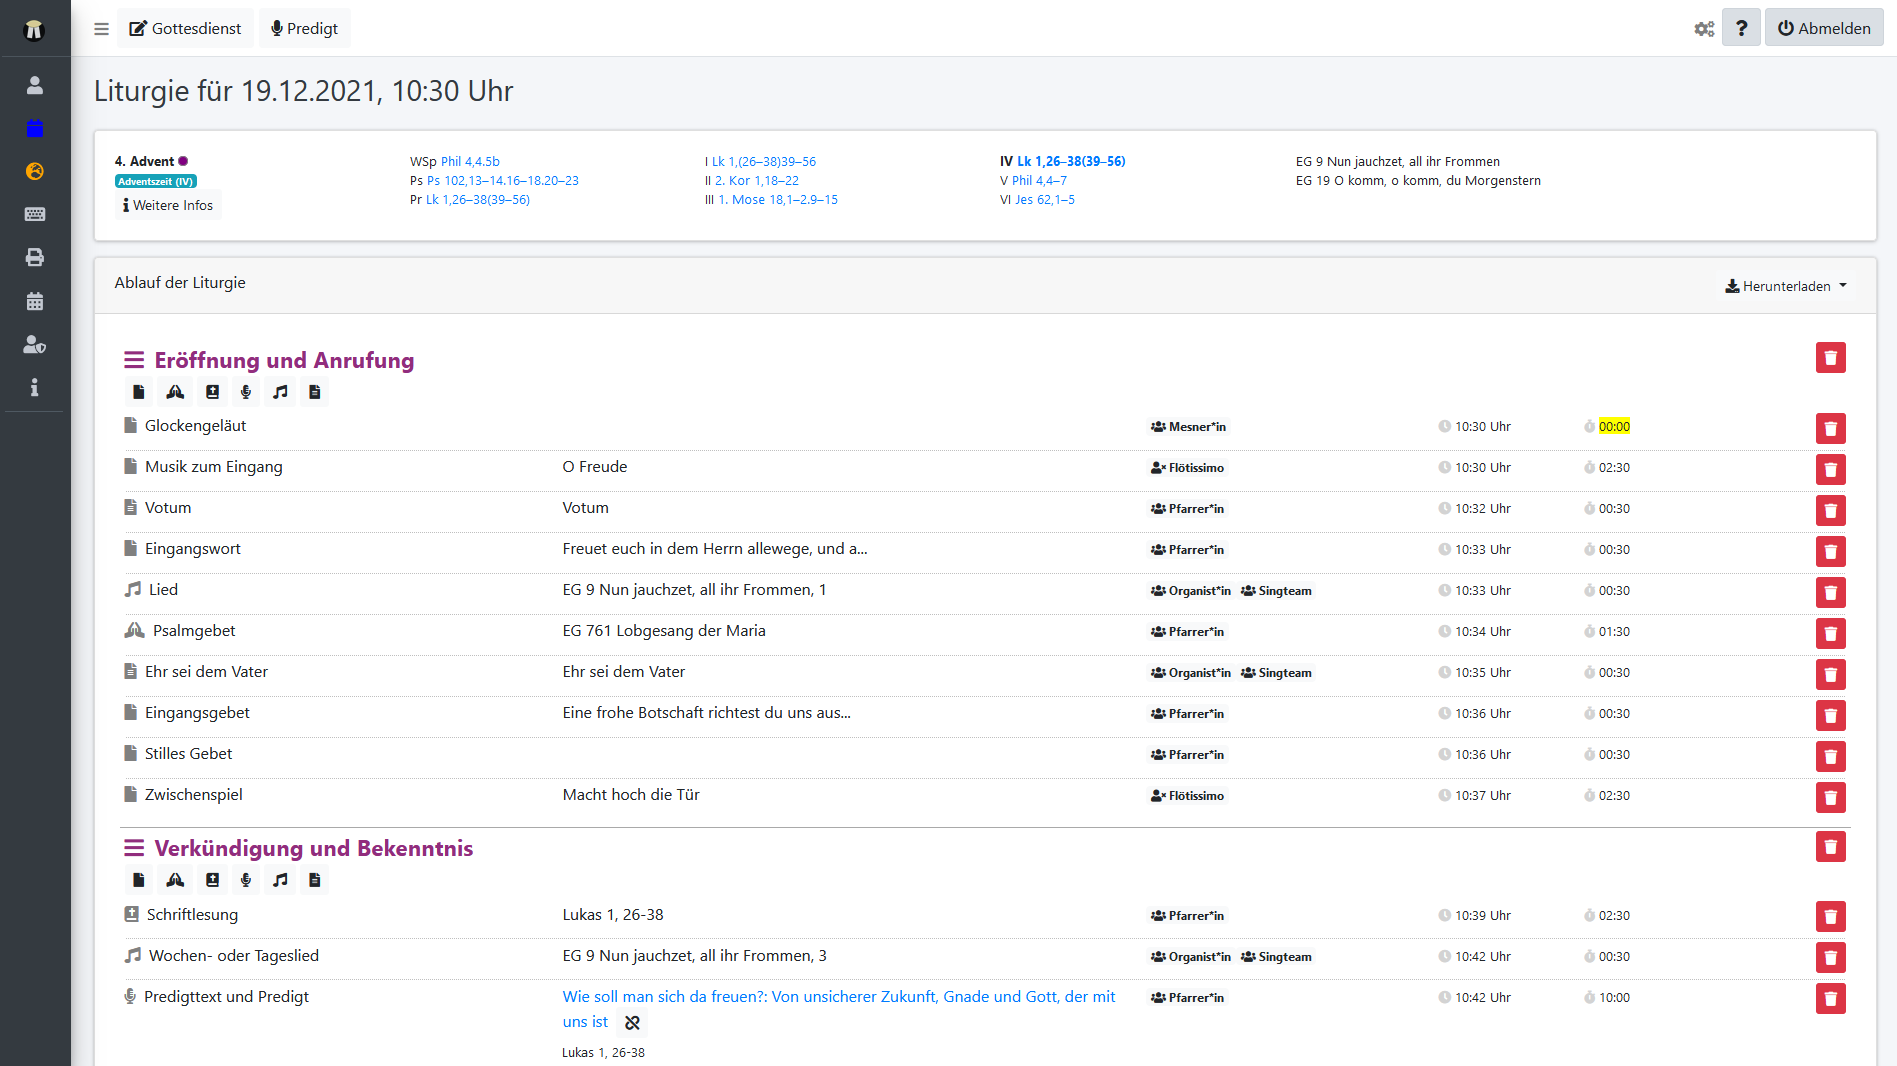 Gottesdienst Predigt ? Abmelden
Liturgie für 19.12.2021, 10:30 Uhr
4. Advent
Adventszeit (IV)
Weitere Infos
WSp Phil 4,4.5b
Ps Ps 102,13–14.16–18.20–23
Pr Lk 1,26–38(39–56)
I Lk 1,(26–38)39–56
II 2. Kor 1,18–22
III 1. Mose 18,1–2.9–15
IV Lk 1,26–38(39–56)
V Phil 4,4–7
VI Jes 62,1–5
EG 9 Nun jauchzet, all ihr Frommen
EG 19 O komm, o komm, du Morgenstern
Ablauf der Liturgie Herunterladen
Eröffnung und Anrufung
Glockengeläut Mesner*in 10:30 Uhr 00:00
Musik zum Eingang O Freude Flötissimo 10:30 Uhr 02:30
Votum Votum Pfarrer*in 10:32 Uhr 00:30
Eingangswort Freuet euch in dem Herrn allewege, und a... Pfarrer*in 10:33 Uhr 00:30
Lied EG 9 Nun jauchzet, all ihr Frommen, 1 Organist*in Singteam 10:33 Uhr 00:30
Psalmgebet EG 761 Lobgesang der Maria Pfarrer*in 10:34 Uhr 01:30
Ehr sei dem Vater Ehr sei dem Vater Organist*in Singteam 10:35 Uhr 00:30
Eingangsgebet Eine frohe Botschaft richtest du uns aus... Pfarrer*in 10:36 Uhr 00:30
Stilles Gebet Pfarrer*in 10:36 Uhr 00:30
Zwischenspiel Macht hoch die Tür Flötissimo 10:37 Uhr 02:30
Verkündigung und Bekenntnis
Schriftlesung Lukas 1, 26-38 Pfarrer*in 10:39 Uhr 02:30
Wochen- oder Tageslied EG 9 Nun jauchzet, all ihr Frommen, 3 Organist*in Singteam 10:42 Uhr 00:30
Predigttext und Predigt Wie soll man sich da freuen?: Von unsicherer Zukunft, Gnade und Gott, der mit Pfarrer*in 10:42 Uhr 10:00
uns ist
Lukas 1, 26-38